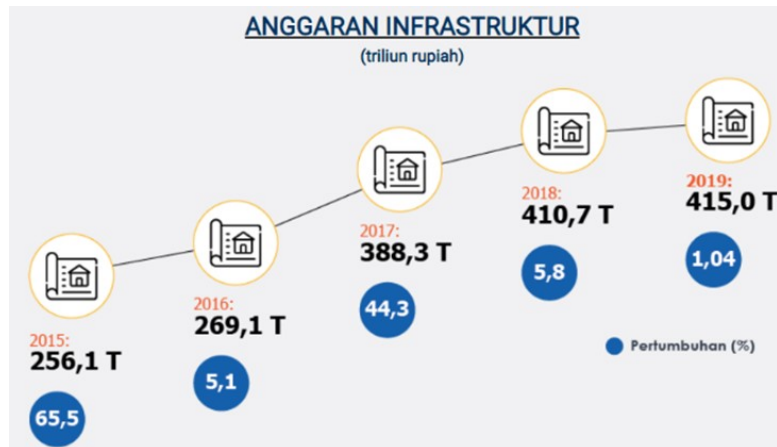 ANGGARAN INFRASTRUKTUR
(triliun rupiah)
2015:
256,1 T
65,5
2016:
269,1 T
5,1
2017:
388,3 T
44,3
2018:
410,7 T
5,8
2019:
415,0 T
1,04
Pertumbuhan (%)